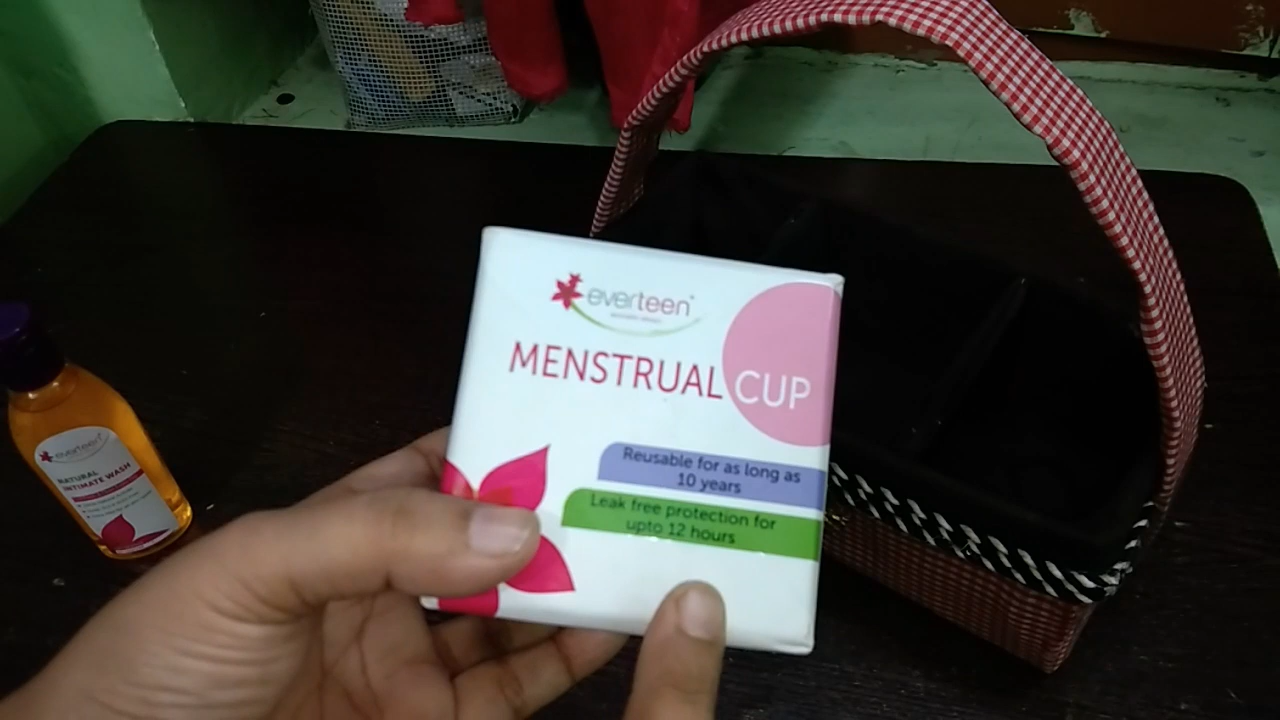 everteen
MENSTRUAL CUP
Reusable for as long as
10 years
Leak free protection for
upto 12 hours
everteen
NATURAL
INTIMATE WASH